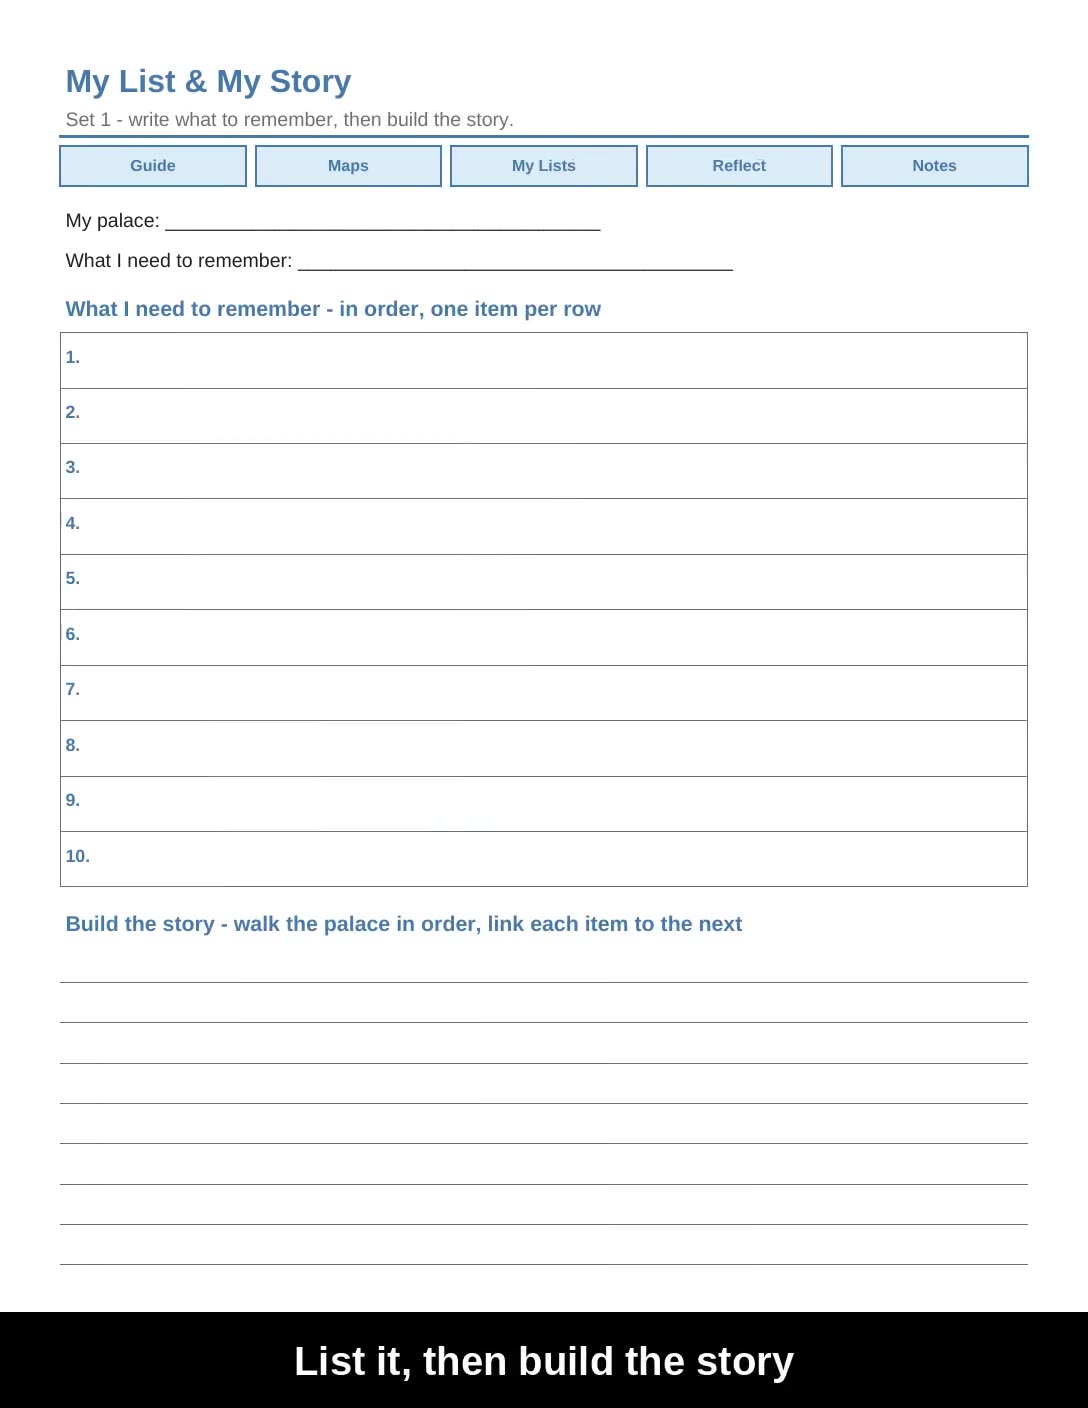 My List & My Story
Set 1 - write what to remember, then build the story.
Guide
Maps
My Lists
Reflect
Notes
My palace: ________________________________________
What I need to remember: ________________________________________
What I need to remember - in order, one item per row
1.
2.
3.
4.
5.
6.
7.
8.
9.
10.
Build the story - walk the palace in order, link each item to the next
List it, then build the story